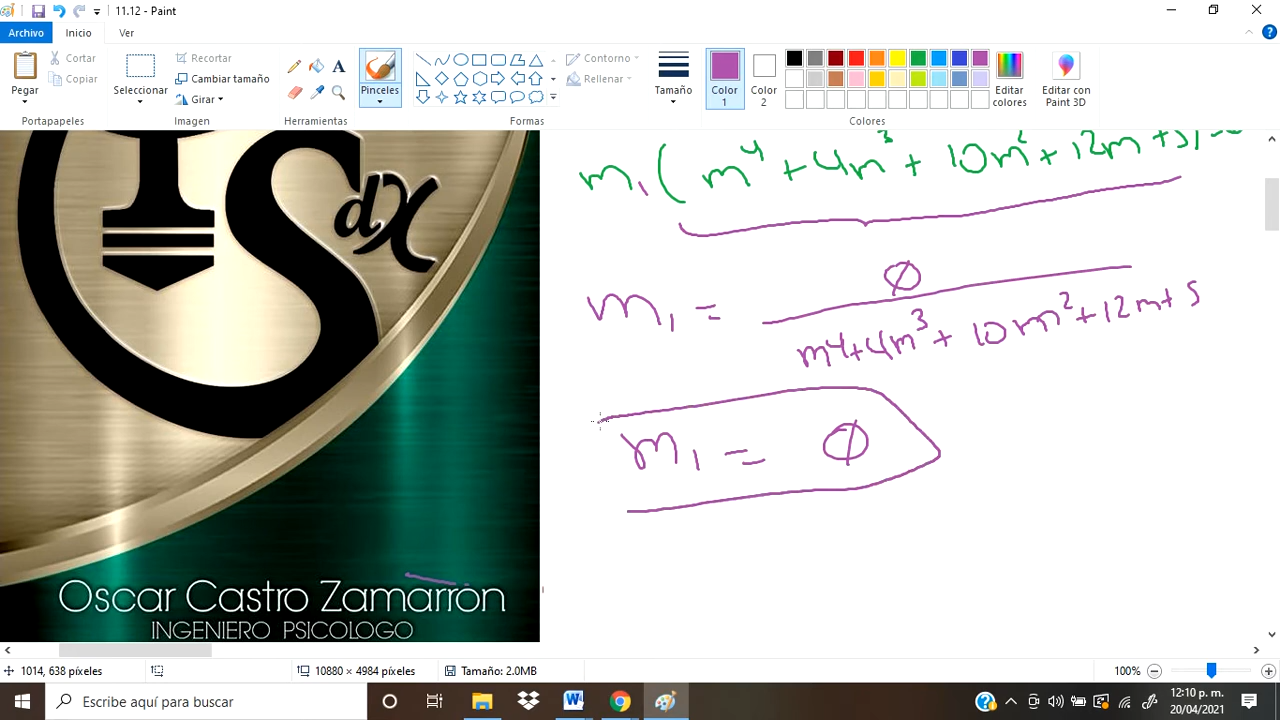 11.12 - Paint
Archivo Inicio Ver
Pegar
Cortar
Copiar
Portapapeles
Seleccionar
Recortar
Cambiar tamaño
Girar
Imagen
A
Herramientas
Pinceles
Formas
Contorno
Rellenar
Tamaño
Color 1
Color 2
Editar colores
Editar con Paint 3D
Colores
dx
Oscar Castro Zamarrón
INGENIERO PSICOLOGO
m₁ (m⁴ + 4m³ + 10m² + 12m + 5) =
m₁ = 0
m⁴+4m³+10m²+12m+5
m₁ = 0
1014, 638 píxeles 10880 × 4984 píxeles Tamaño: 2.0MB 100%
Escribe aquí para buscar
12:10 p. m.
20/04/2021